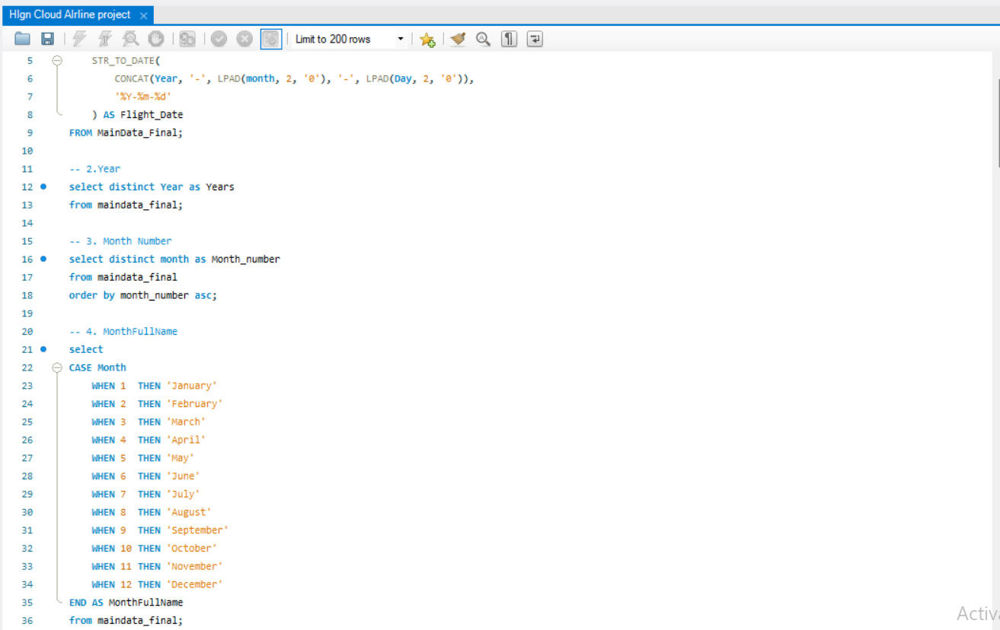 HIgn Cloud AIrline project
Limit to 200 rows
5 STR_TO_DATE(
6 CONCAT(Year, '-', LPAD(month, 2, '0'), '-', LPAD(Day, 2, '0')),
7 '%Y-%m-%d'
8 ) AS Flight_Date
9 FROM MainData_Final;
10
11 -- 2.Year
12 select distinct Year as Years
13 from maindata_final;
14
15 -- 3. Month Number
16 select distinct month as Month_number
17 from maindata_final
18 order by month_number asc;
19
20 -- 4. MonthFullName
21 select
22 CASE Month
23 WHEN 1 THEN 'January'
24 WHEN 2 THEN 'February'
25 WHEN 3 THEN 'March'
26 WHEN 4 THEN 'April'
27 WHEN 5 THEN 'May'
28 WHEN 6 THEN 'June'
29 WHEN 7 THEN 'July'
30 WHEN 8 THEN 'August'
31 WHEN 9 THEN 'September'
32 WHEN 10 THEN 'October'
33 WHEN 11 THEN 'November'
34 WHEN 12 THEN 'December'
35 END AS MonthFullName
36 from maindata_final;